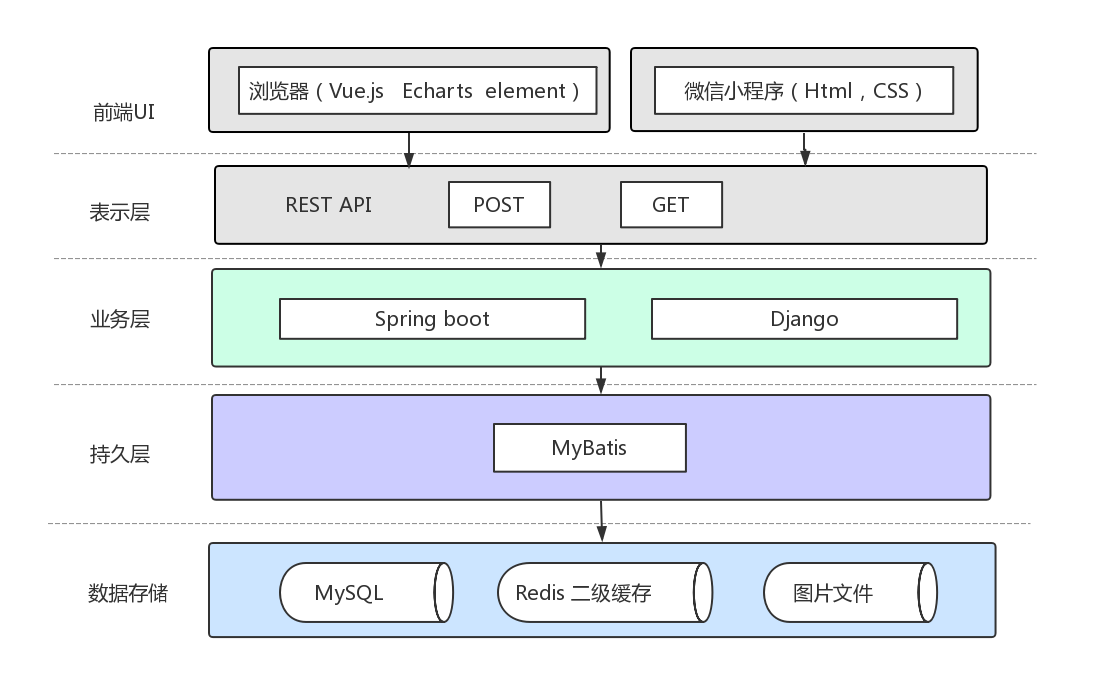 前端UI
浏览器（Vue.js Echarts element）
微信小程序（Html，CSS）
表示层
REST API
POST
GET
业务层
Spring boot
Django
持久层
MyBatis
数据存储
MySQL
Redis 二级缓存
图片文件